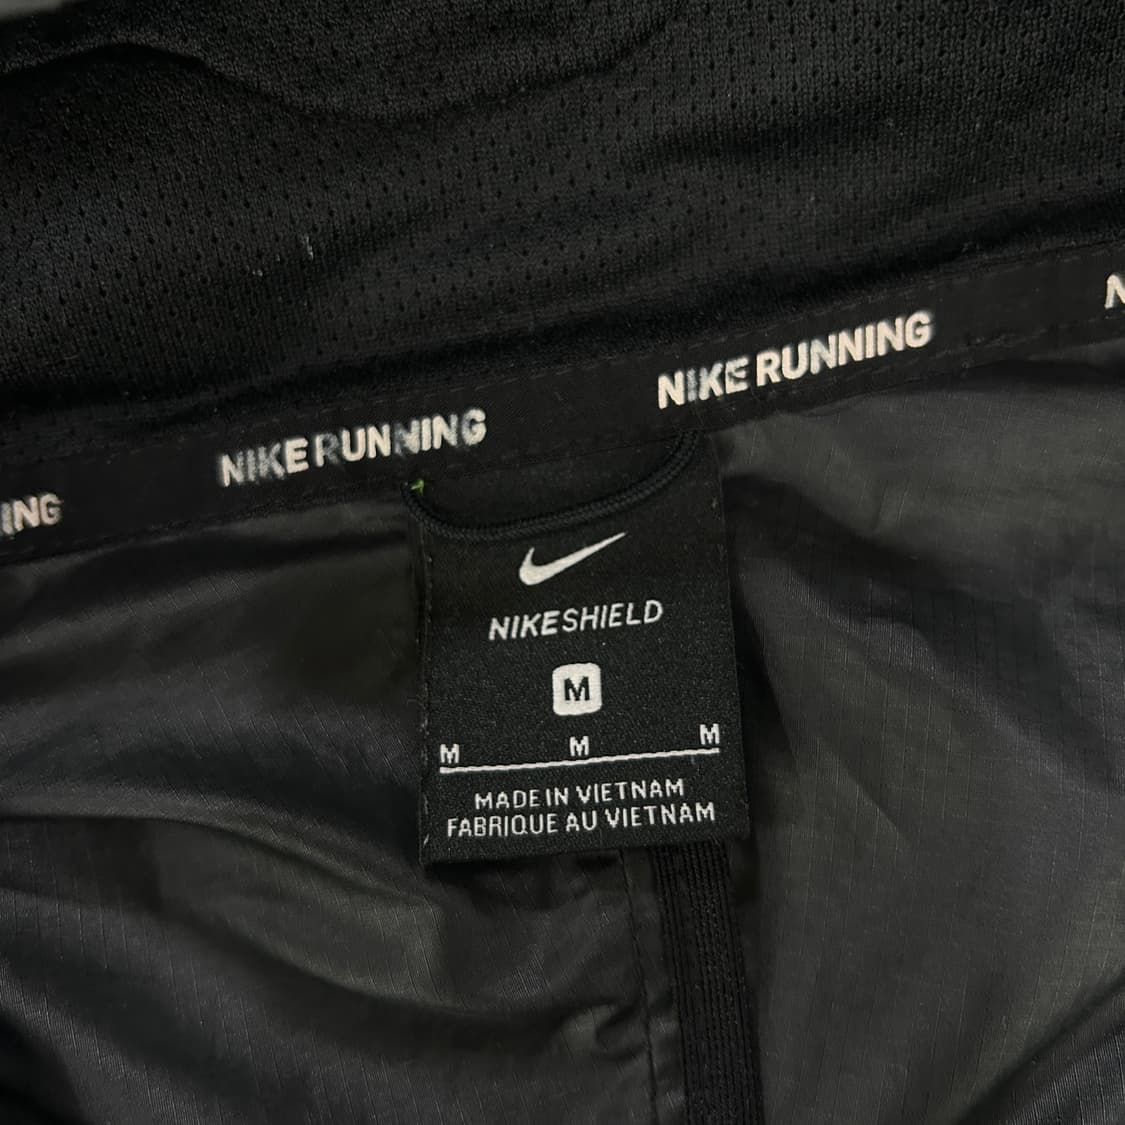 NIKE RUNNING
NIKE RUNNING
ING
NIKESHIELD
M
M M M
MADE IN VIETNAM
FABRIQUE AU VIETNAM